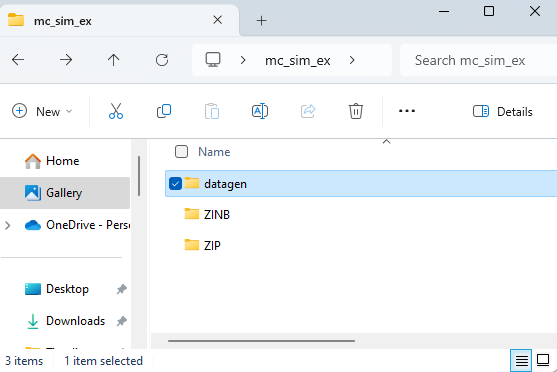 mc_sim_ex
mc_sim_ex
Search mc_sim_ex
New
Details
Home
Gallery
OneDrive - Pers
Desktop
Downloads
Name
datagen
ZINB
ZIP
3 items
1 item selected